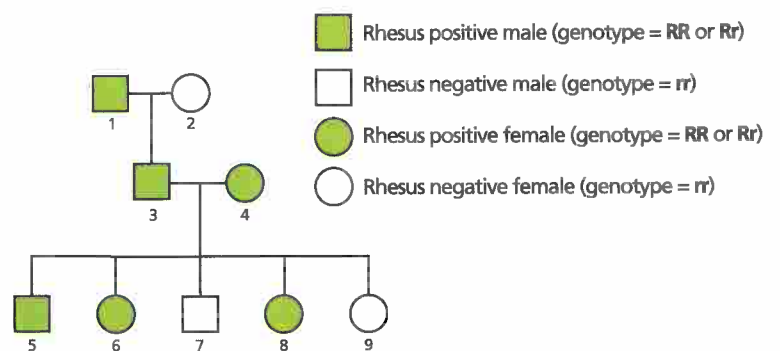 Rhesus positive male (genotype = RR or Rr)
Rhesus negative male (genotype = rr)
Rhesus positive female (genotype = RR or Rr)
Rhesus negative female (genotype = rr)
1 2
3 4
5 6 7 8 9